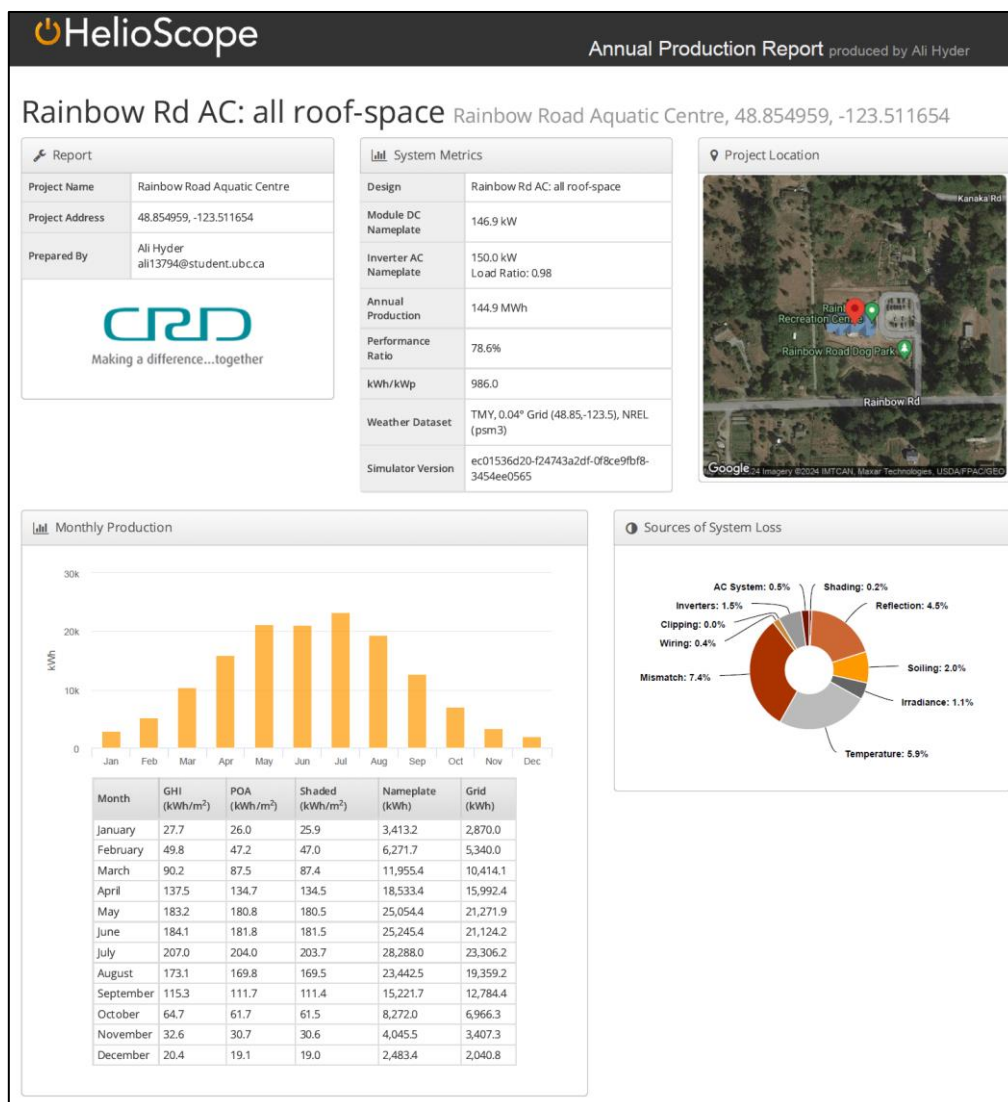 HelioScope
Annual Production Report produced by Ali Hyder
Rainbow Rd AC: all roof-space Rainbow Road Aquatic Centre, 48.854959, -123.511654
Report
Project Name Rainbow Road Aquatic Centre
Project Address 48.854959, -123.511654
Prepared By Ali Hyder
ali13794@student.ubc.ca
CRD
Making a difference...together
System Metrics
Design Rainbow Rd AC: all roof-space
Module DC
Nameplate 146.9 kW
Inverter AC
Nameplate 150.0 kW
Load Ratio: 0.98
Annual
Production 144.9 MWh
Performance
Ratio 78.6%
kWh/kWp 986.0
Weather Dataset TMY, 0.04° Grid (48.85,-123.5), NREL
(psm3)
Simulator Version ec01536d20-f24743a2df-0f8ce9fbf8-
3454ee0565
Project Location
Kanaka Rd
Recreation Centre
Rainbow Road Dog Park
Rainbow Rd
Google
Imagery ©2024 IMTCAN, Maxar Technologies, USDA/FPAC/GEO
Monthly Production
30k
20k
10k
0
kWh
Jan Feb Mar Apr May Jun Jul Aug Sep Oct Nov Dec
Month GHI (kWh/m²) POA (kWh/m²) Shaded (kWh/m²) Nameplate (kWh) Grid (kWh)
January 27.7 26.0 25.9 3,413.2 2,870.0
February 49.8 47.2 47.0 6,271.7 5,340.0
March 90.2 87.5 87.4 11,955.4 10,414.1
April 137.5 134.7 134.5 18,533.4 15,992.4
May 183.2 180.8 180.5 25,054.4 21,271.9
June 184.1 181.8 181.5 25,245.4 21,124.2
July 207.0 204.0 203.7 28,288.0 23,306.2
August 173.1 169.8 169.5 23,442.5 19,359.2
September 115.3 111.7 111.4 15,221.7 12,784.4
October 64.7 61.7 61.5 8,272.0 6,966.3
November 32.6 30.7 30.6 4,045.5 3,407.3
December 20.4 19.1 19.0 2,483.4 2,040.8
Sources of System Loss
AC System: 0.5%
Shading: 0.2%
Inverters: 1.5%
Reflection: 4.5%
Clipping: 0.0%
Wiring: 0.4%
Soiling: 2.0%
Mismatch: 7.4%
Irradiance: 1.1%
Temperature: 5.9%